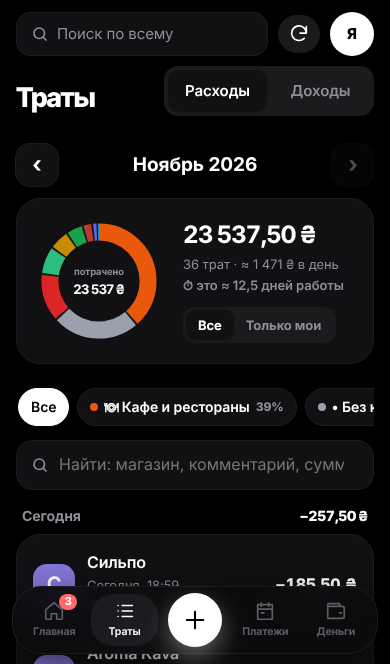 Поиск по всему
Я
Траты
Расходы
Доходы
Ноябрь 2026
потрачено
23 537 ₴
23 537,50 ₴
36 трат · ≈ 1 471 ₴ в день
⏱ это ≈ 12,5 дней работы
Все
Только мои
Все
🍽 Кафе и рестораны 39%
• Без
Найти: магазин, комментарий, сумм
Сегодня
−257,50 ₴
Сильпо
Сегодня, 18:59
−185,50 ₴
3
Главная
Траты
Платежи
Деньги
Aroma Kava